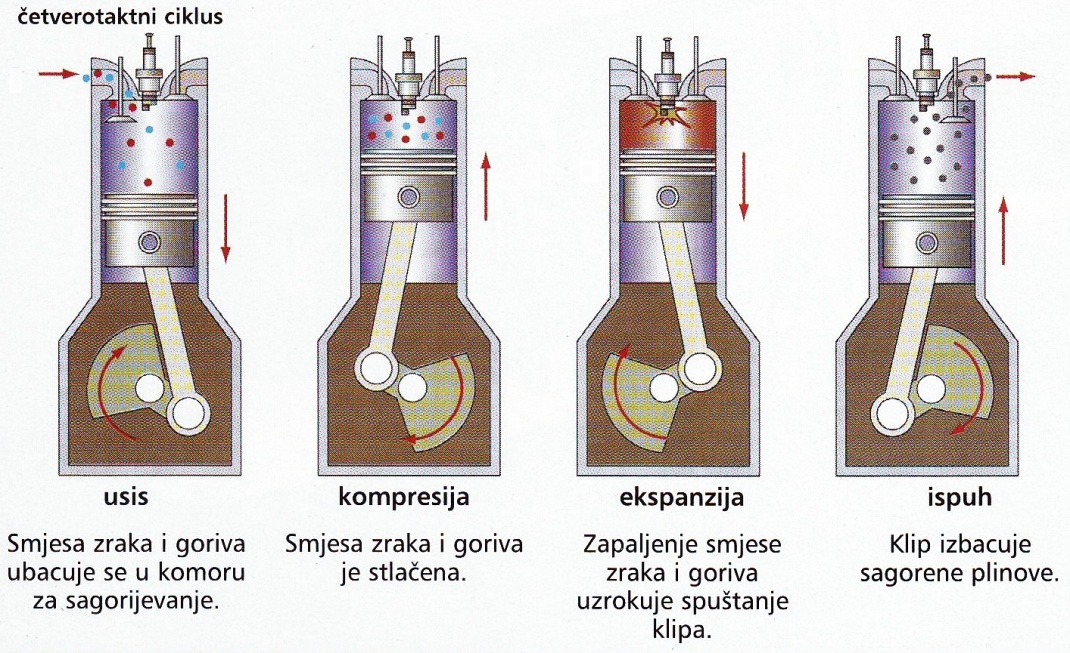 četverotaktni ciklus
usis
kompresija
ekspanzija
ispuh
Smjesa zraka i goriva
ubacuje se u komoru
za sagorijevanje.
Smjesa zraka i goriva
je stlačena.
Zapaljenje smjese
zraka i goriva
uzrokuje spuštanje
klipa.
Klip izbacuje
sagorene plinove.